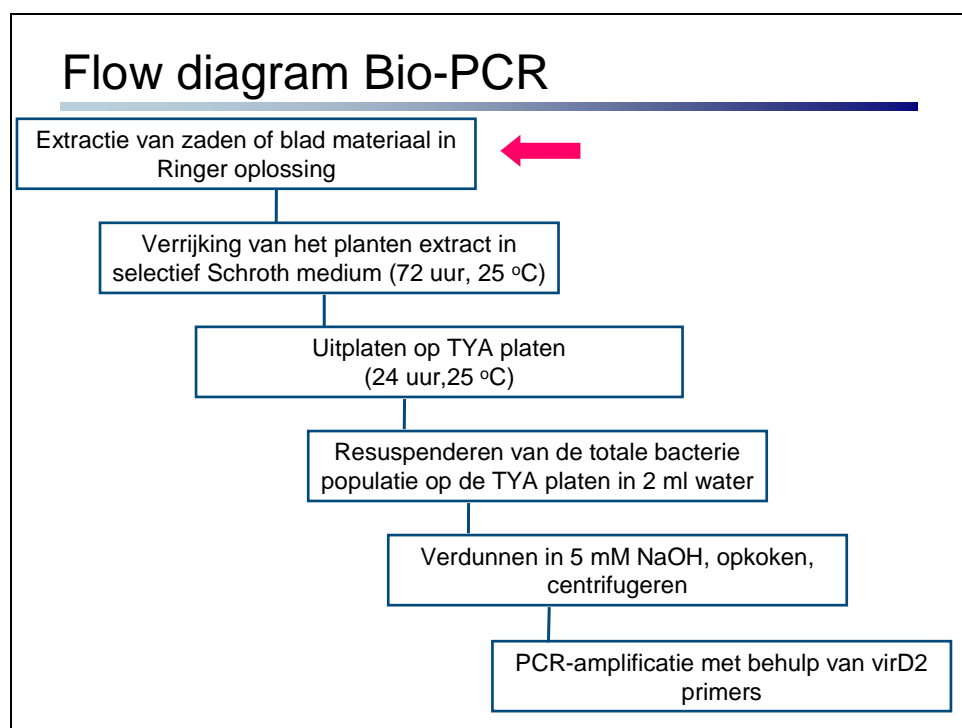 Flow diagram Bio-PCR
Extractie van zaden of blad materiaal in
Ringer oplossing
Verrijking van het planten extract in
selectief Schroth medium (72 uur, 25 °C)
Uitplaten op TYA platen
(24 uur,25 °C)
Resuspenderen van de totale bacterie
populatie op de TYA platen in 2 ml water
Verdunnen in 5 mM NaOH, opkoken,
centrifugeren
PCR-amplificatie met behulp van virD2
primers